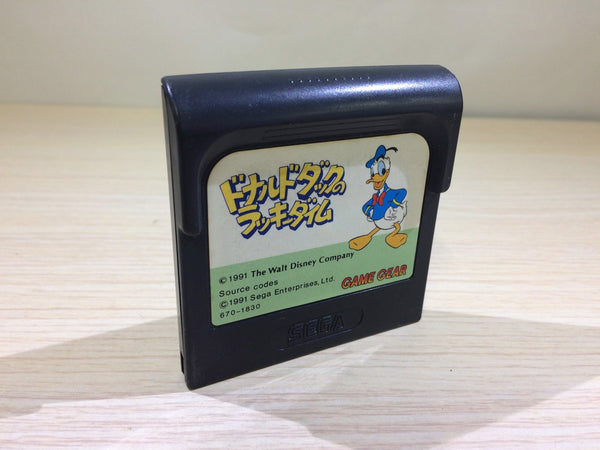 ドナルドダックの
ラッキーダイム
© 1991 The Walt Disney Company
Source codes
© 1991 Sega Enterprises, Ltd.
670-1830
GAME GEAR
SEGA